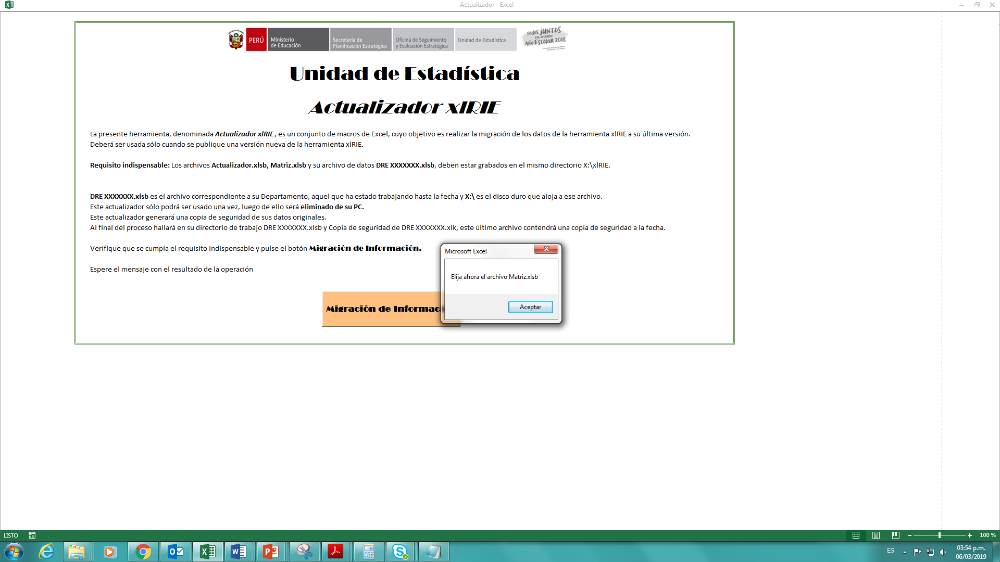 Actualizador - Excel
PERÚ
Ministerio
de Educación
Secretaría de
Planificación Estratégica
Oficina de Seguimiento
y Evaluación Estratégica
Unidad de Estadística
Todos JUNTOS
POR UN BUEN
AÑO ESCOLAR 2018
Unidad de Estadística
Actualizador xlRIE
La presente herramienta, denominada Actualizador xlRIE, es un conjunto de macros de Excel, cuyo objetivo es realizar la migración de los datos de la herramienta xlRIE a su última versión.
Deberá ser usada sólo cuando se publique una versión nueva de la herramienta xlRIE.
Requisito indispensable: Los archivos Actualizador.xlsb, Matriz.xlsb y su archivo de datos DRE XXXXXXX.xlsb, deben estar grabados en el mismo directorio X:\xlRIE.
DRE XXXXXXX.xlsb es el archivo correspondiente a su Departamento, aquel que ha estado trabajando hasta la fecha y X:\ es el disco duro que aloja a ese archivo.
Este actualizador sólo podrá ser usado una vez, luego de ello será eliminado de su PC.
Este actualizador generará una copia de seguridad de sus datos originales.
Al final del proceso hallará en su directorio de trabajo DRE XXXXXXX.xlsb y Copia de seguridad de DRE XXXXXXX.xlk, este último archivo contendrá una copia de seguridad a la fecha.
Verifique que se cumpla el requisito indispensable y pulse el botón Migración de Información.
Espere el mensaje con el resultado de la operación
Microsoft Excel
Elija ahora el archivo Matriz.xlsb
Aceptar
Migración de Informac
LISTO
100 %
ES
03:54 p.m.
06/03/2019